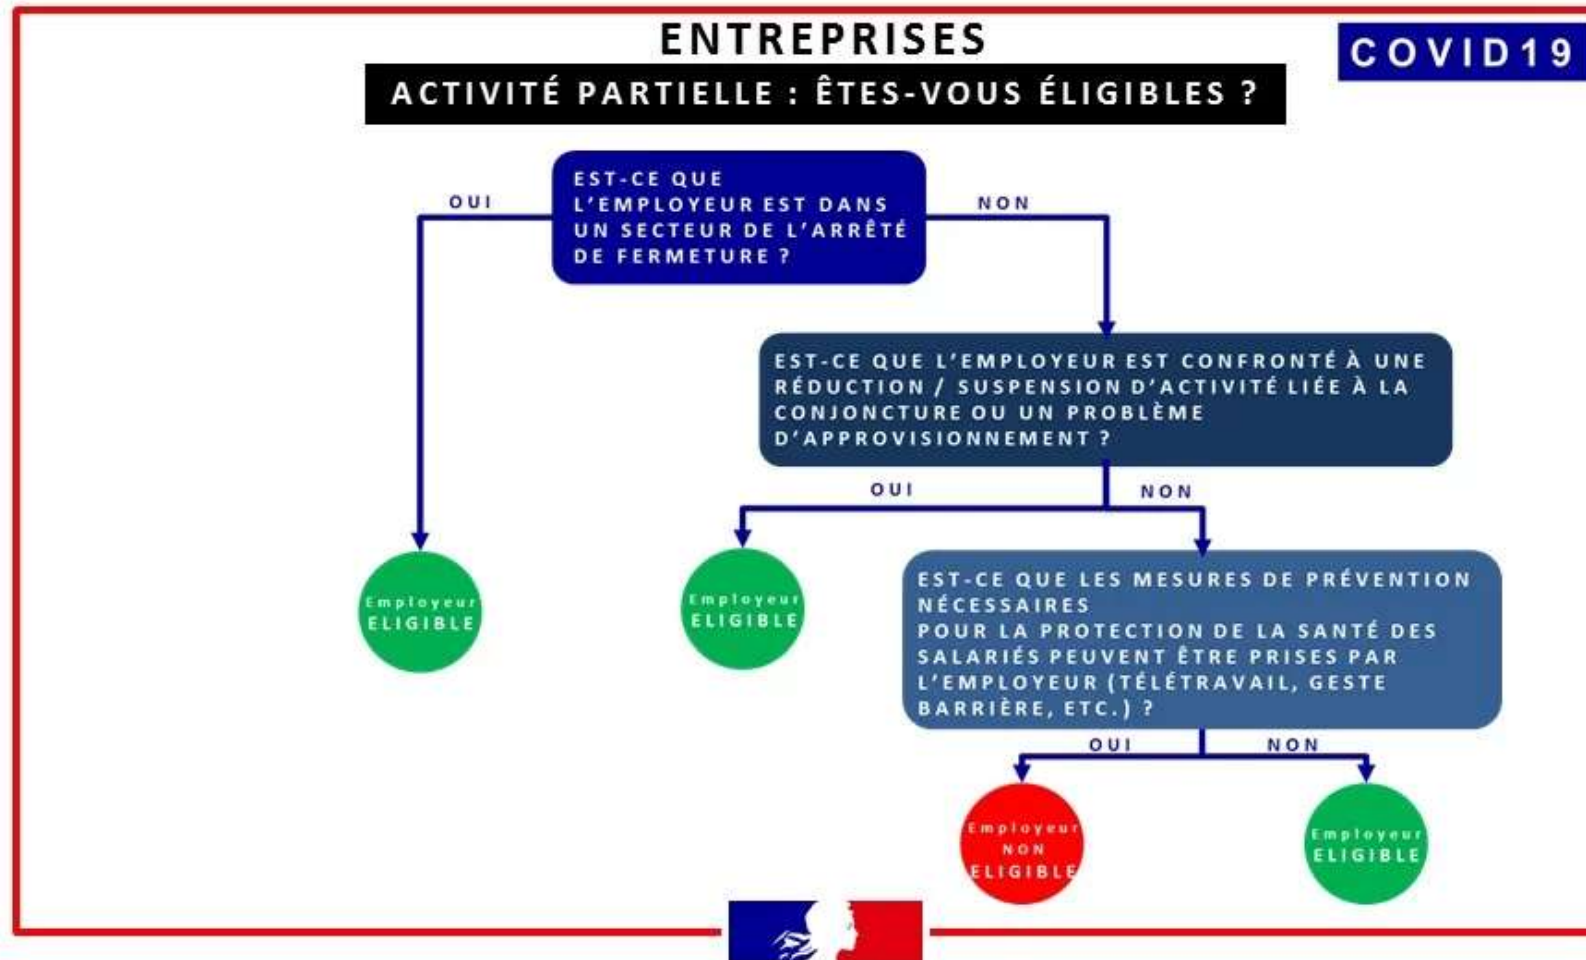 ENTREPRISES
COVID19
ACTIVITÉ PARTIELLE : ÊTES-VOUS ÉLIGIBLES ?
EST-CE QUE
L'EMPLOYEUR EST DANS
UN SECTEUR DE L'ARRÊTÉ
DE FERMETURE ?
OUI
NON
EST-CE QUE L'EMPLOYEUR EST CONFRONTÉ À UNE
RÉDUCTION / SUSPENSION D'ACTIVITÉ LIÉE À LA
CONJONCTURE OU UN PROBLÈME
D'APPROVISIONNEMENT ?
OUI
NON
Employeur
ELIGIBLE
Employeur
ELIGIBLE
EST-CE QUE LES MESURES DE PRÉVENTION
NÉCESSAIRES
POUR LA PROTECTION DE LA SANTÉ DES
SALARIÉS PEUVENT ÊTRE PRISES PAR
L'EMPLOYEUR (TÉLÉTRAVAIL, GESTE
BARRIÈRE, ETC.) ?
OUI
NON
Employeur
NON
ELIGIBLE
Employeur
ELIGIBLE